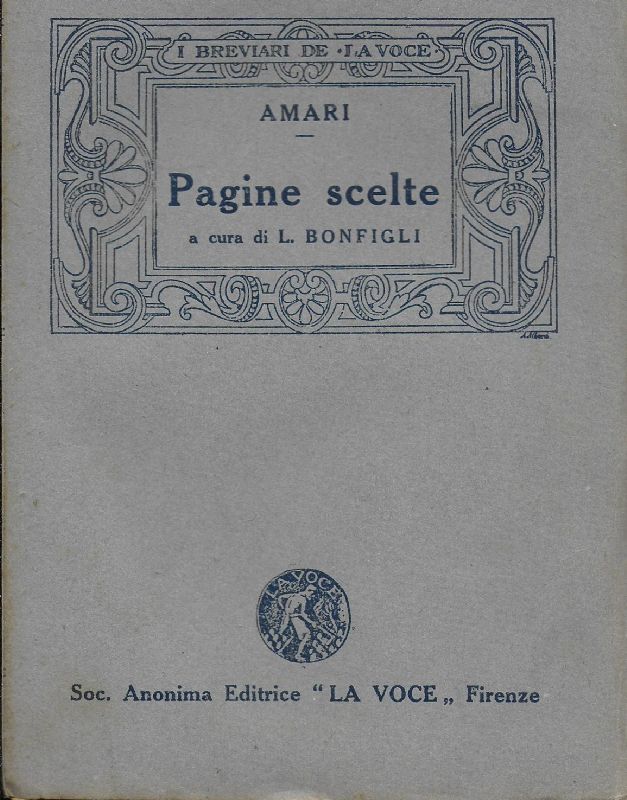 I BREVIARI DE · LA VOCE ·
AMARI
Pagine scelte
a cura di L. BONFIGLI
LA VOCE
Soc. Anonima Editrice "LA VOCE„ Firenze